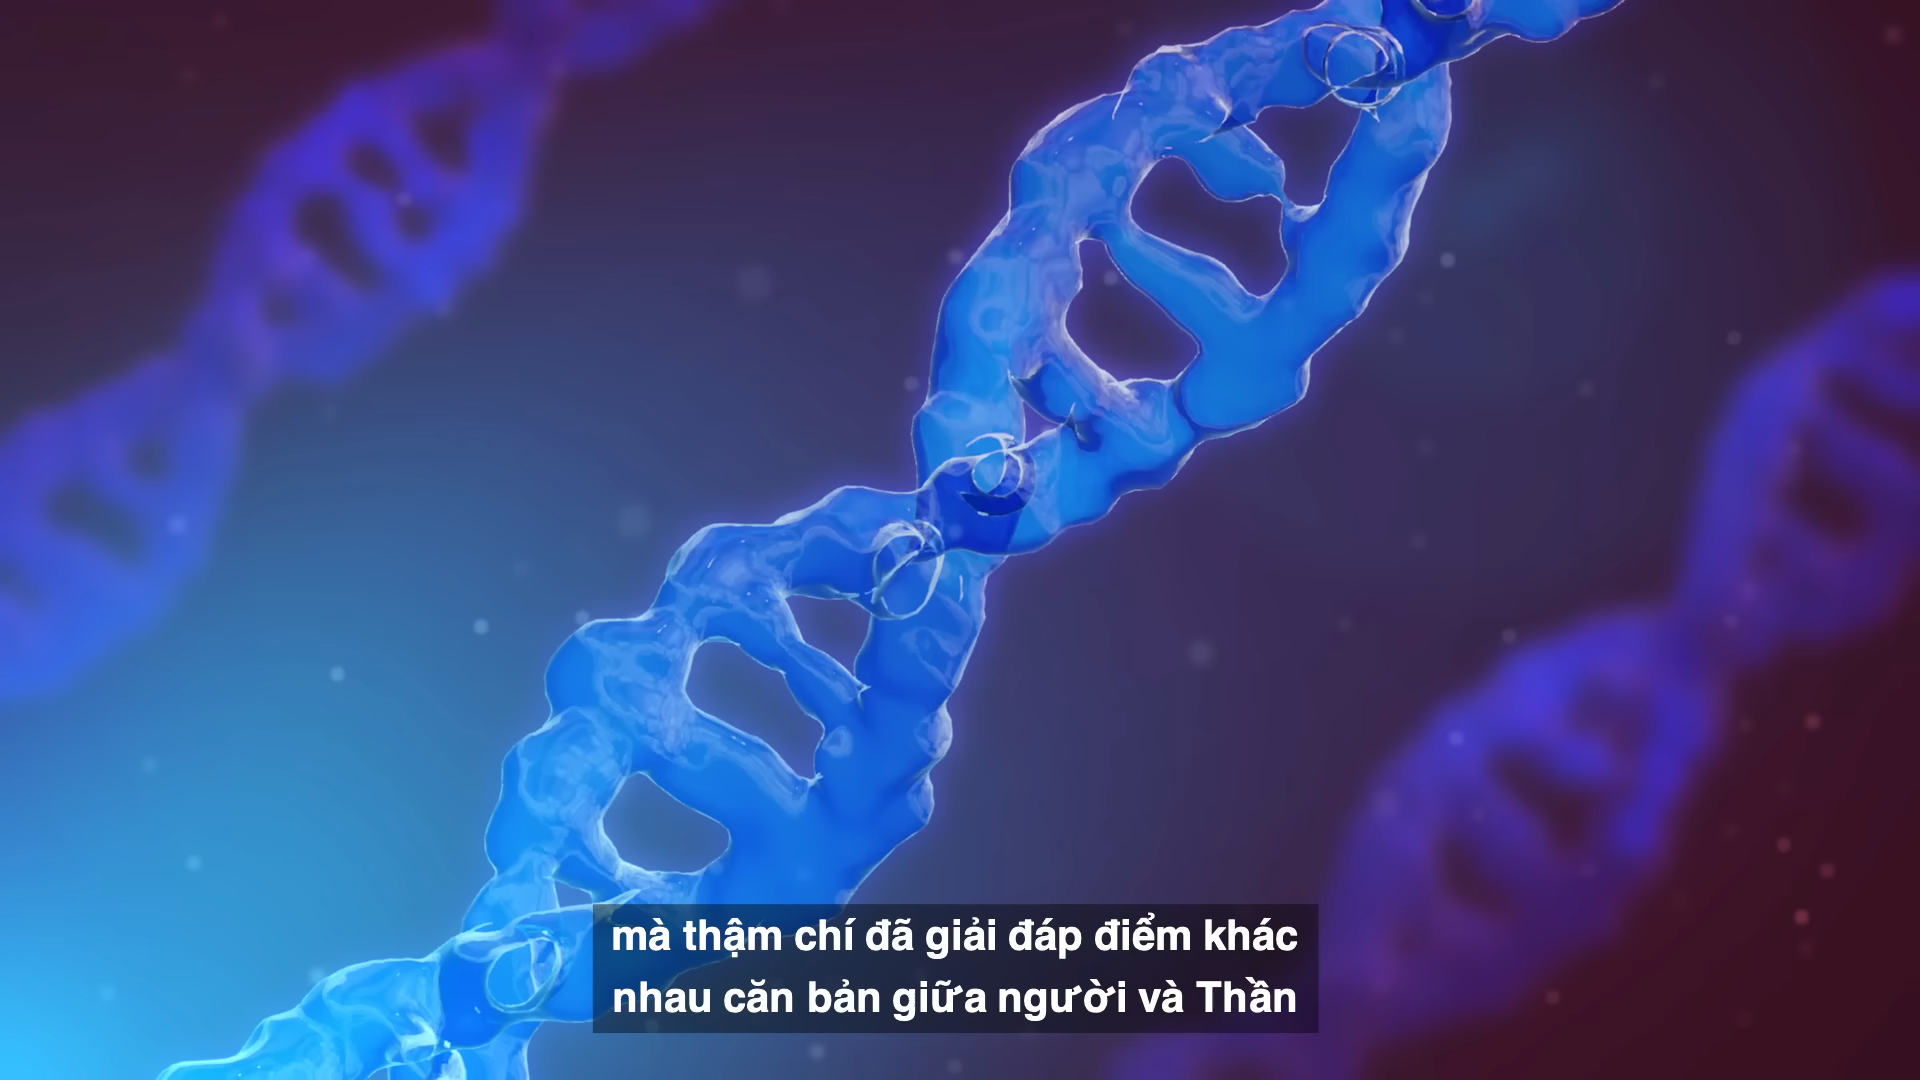 mà thậm chí đã giải đáp điểm khác
nhau căn bản giữa người và Thần